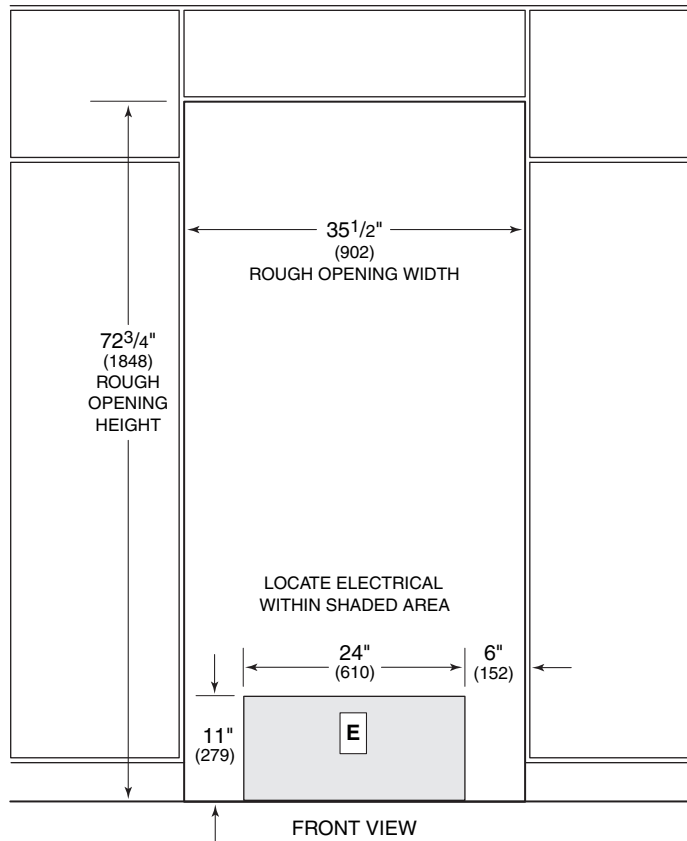 35 1/2"
(902)
ROUGH OPENING WIDTH
72 3/4"
(1848)
ROUGH
OPENING
HEIGHT
LOCATE ELECTRICAL
WITHIN SHADED AREA
24"
(610)
6"
(152)
11"
(279)
E
FRONT VIEW